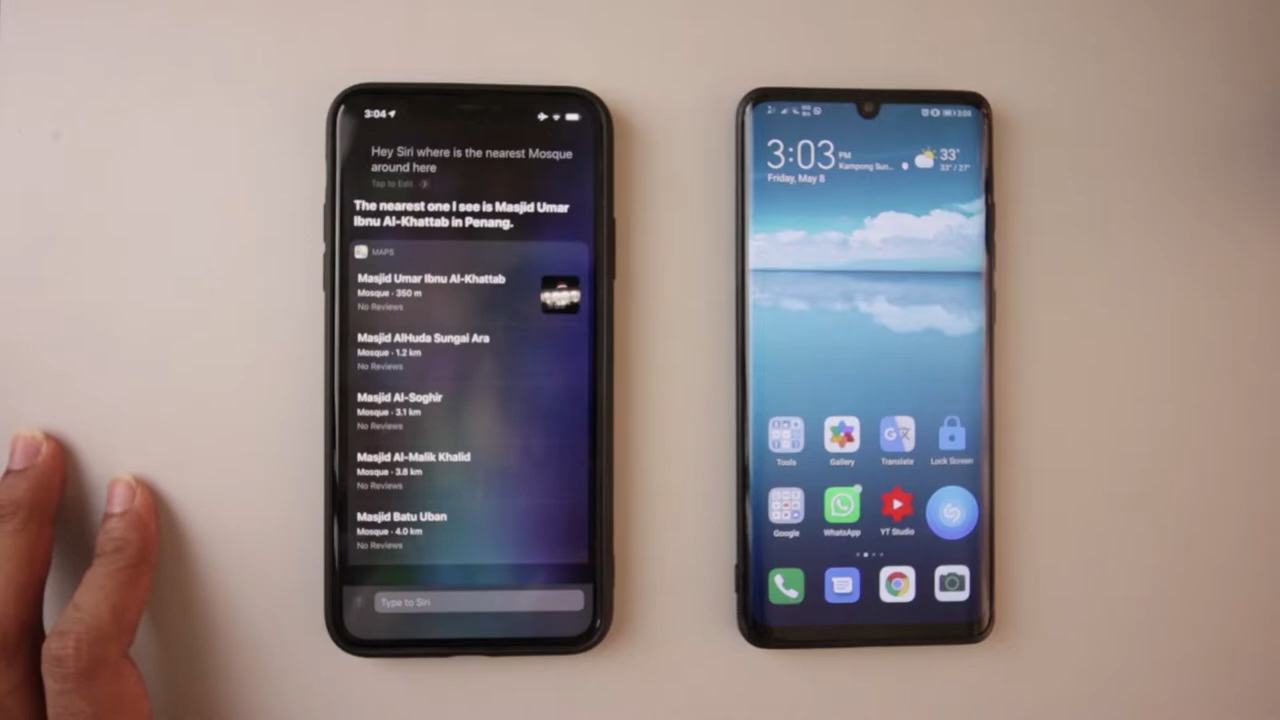 3:04
Hey Siri where is the nearest Mosque
around here
Tap to Edit
The nearest one I see is Masjid Umar
Ibnu Al-Khattab in Penang.
MAPS
Masjid Umar Ibnu Al-Khattab
Mosque · 350 m
No Reviews
Masjid AlHuda Sungai Ara
Mosque · 1.2 km
No Reviews
Masjid Al-Soghir
Mosque · 3.1 km
No Reviews
Masjid Al-Malik Khalid
Mosque · 3.8 km
No Reviews
Masjid Batu Uban
Mosque · 4.0 km
No Reviews
Type to Siri
3:03 PM
Kampong Sun...
33°
33° / 27°
Friday, May 8
Tools Gallery Translate Lock Screen
Google WhatsApp YT Studio